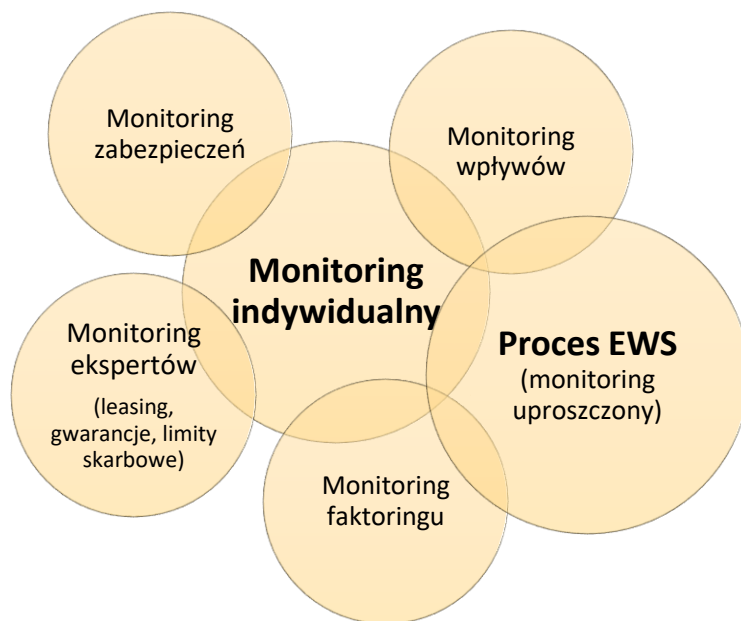 Monitoring
zabezpieczeń
Monitoring
wpływów
Monitoring
indywidualny
Proces EWS
(monitoring
uproszczony)
Monitoring
ekspertów
(leasing,
gwarancje, limity
skarbowe)
Monitoring
faktoringu